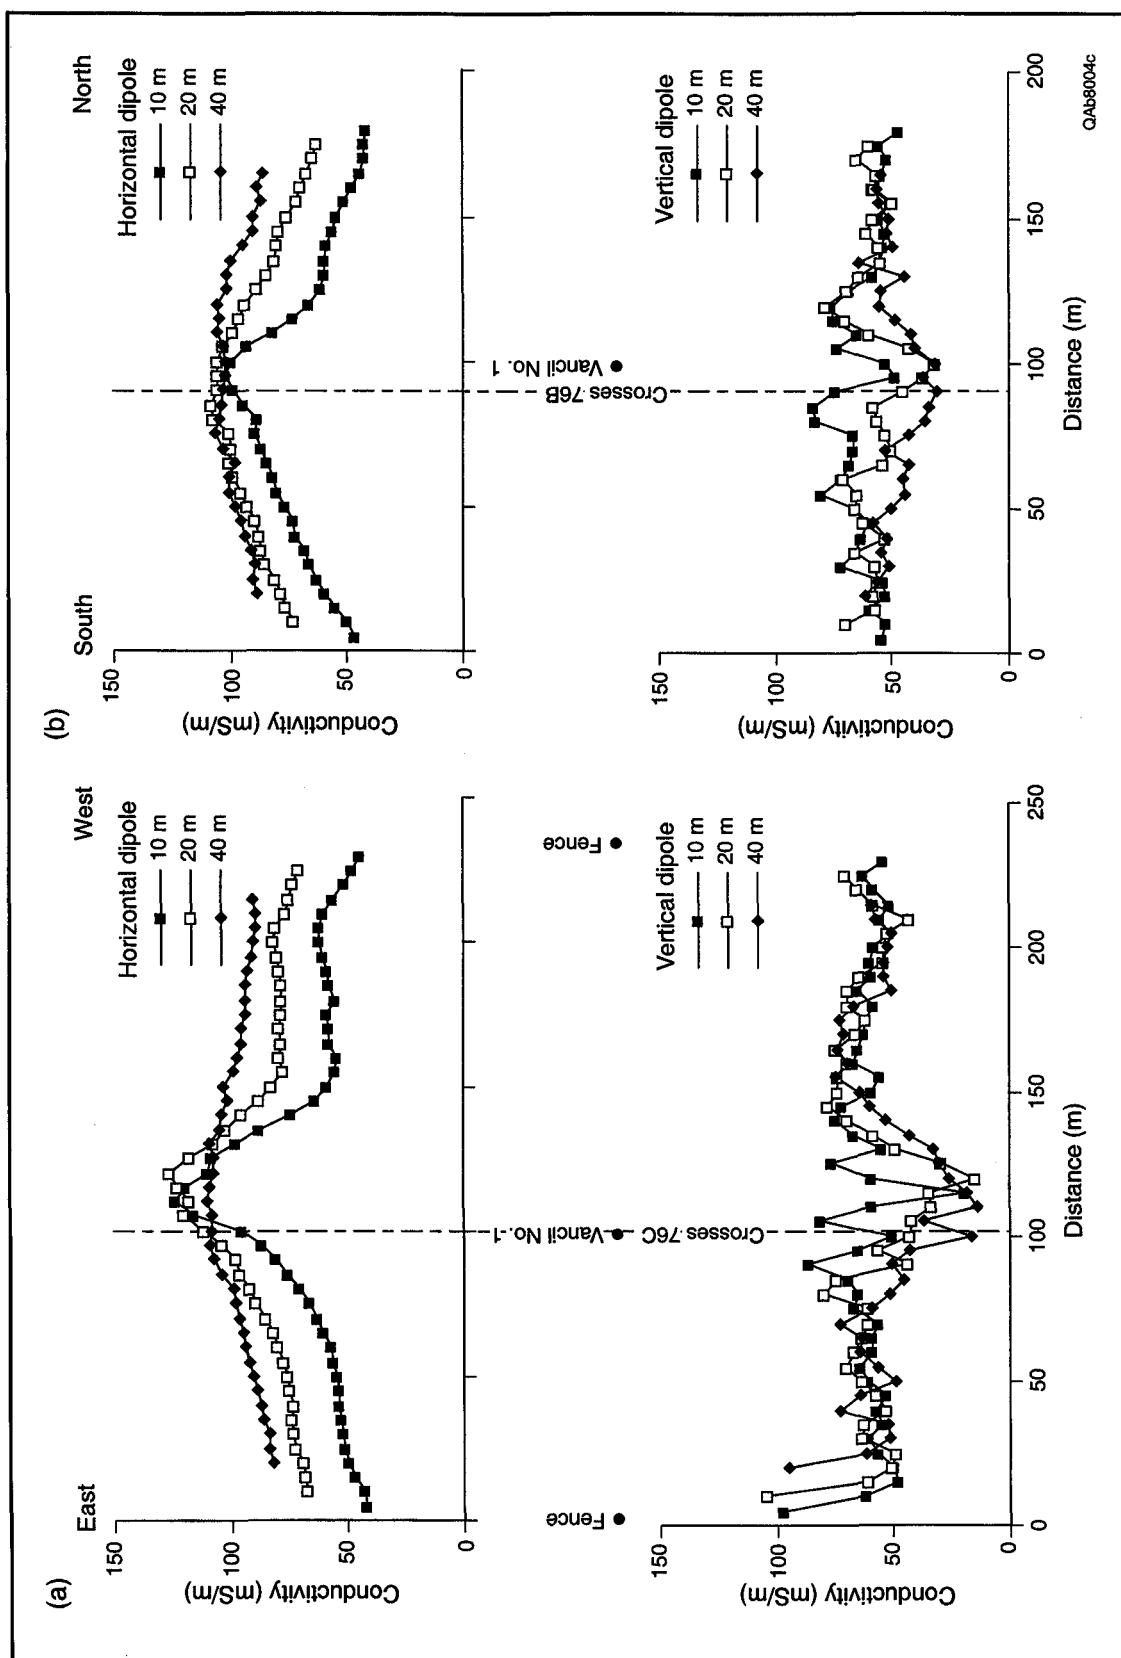 (a)
East
West
Horizontal dipole
10 m
20 m
40 m
150
100
50
0
Conductivity (mS/m)
Fence
Vancil No. 1
Fence
Crosses 76C
Vertical dipole
10 m
20 m
40 m
150
100
50
0
Conductivity (mS/m)
0
50
100
150
200
250
Distance (m)
(b)
South
North
Horizontal dipole
10 m
20 m
40 m
150
100
50
0
Conductivity (mS/m)
Vancil No. 1
Crosses 76B
Vertical dipole
10 m
20 m
40 m
150
100
50
0
Conductivity (mS/m)
0
50
100
150
200
Distance (m)
QAb8004c